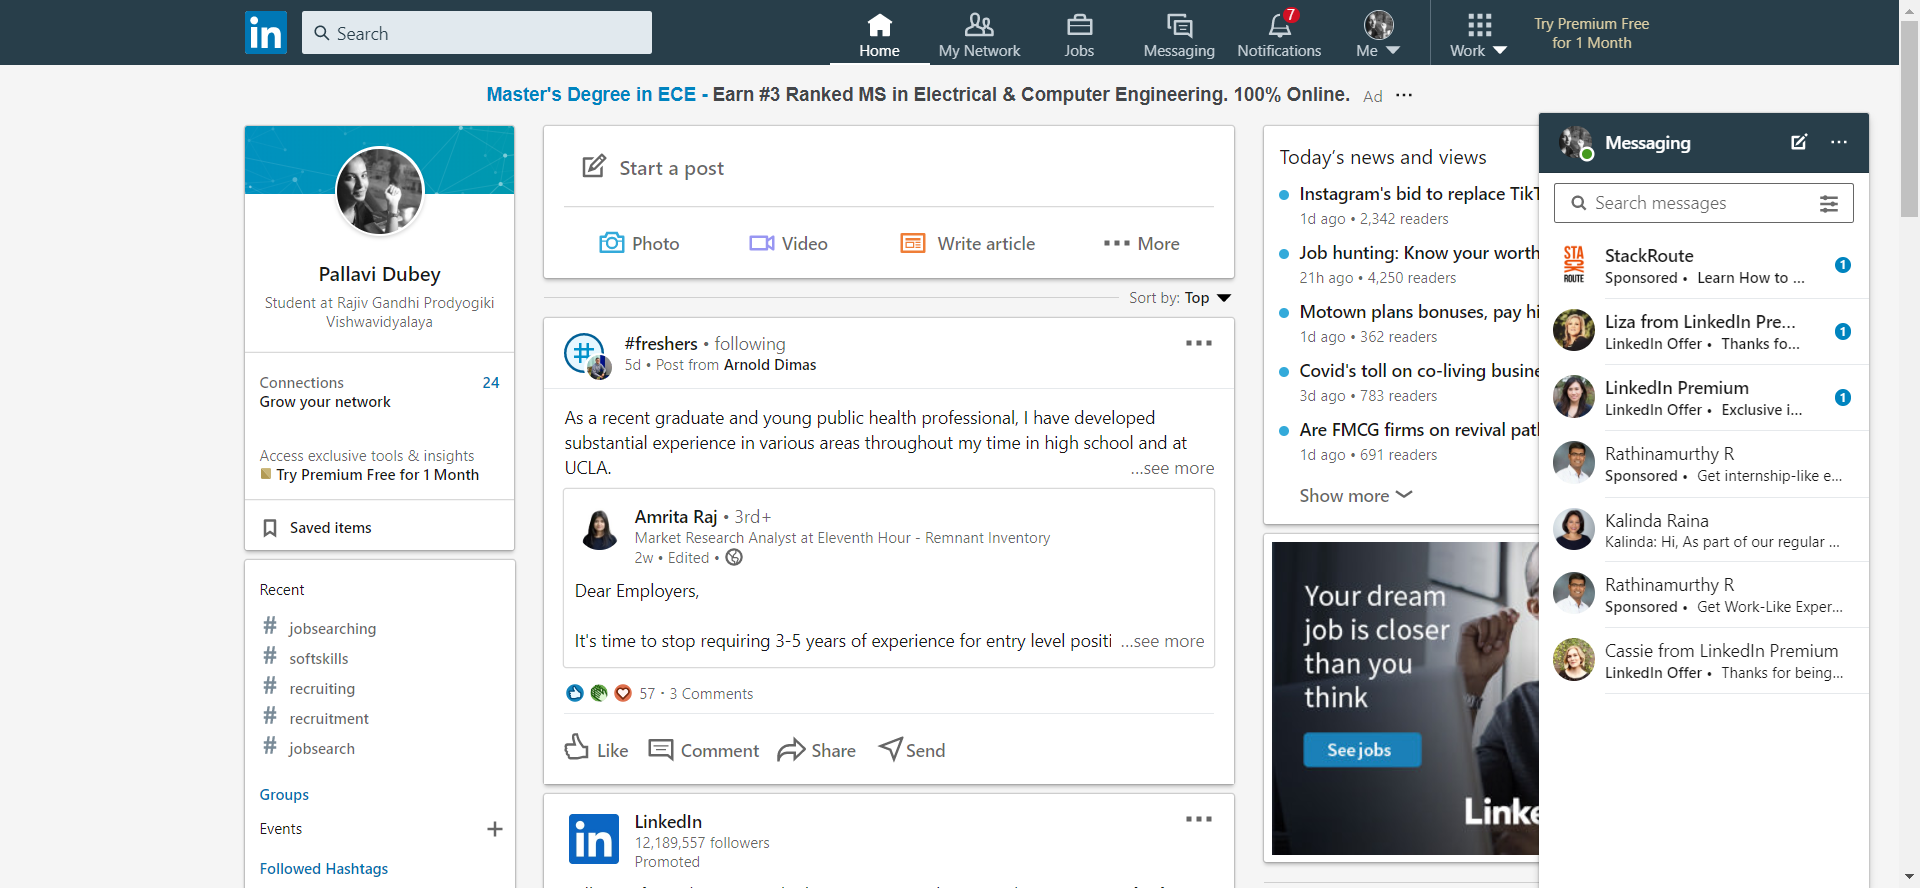 in
Search
Home
My Network
Jobs
Messaging
7
Notifications
Me
Work
Try Premium Free
for 1 Month
Master's Degree in ECE - Earn #3 Ranked MS in Electrical & Computer Engineering. 100% Online. Ad ...
Pallavi Dubey
Student at Rajiv Gandhi Prodyogiki
Vishwavidyalaya
Connections 24
Grow your network
Access exclusive tools & insights
Try Premium Free for 1 Month
Saved items
Recent
# jobsearching
# softskills
# recruiting
# recruitment
# jobsearch
Groups
Events +
Followed Hashtags
Start a post
Photo
Video
Write article
More
Sort by: Top
#freshers • following
5d • Post from Arnold Dimas
As a recent graduate and young public health professional, I have developed
substantial experience in various areas throughout my time in high school and at
UCLA. ...see more
Amrita Raj • 3rd+
Market Research Analyst at Eleventh Hour - Remnant Inventory
2w • Edited •
Dear Employers,
It's time to stop requiring 3-5 years of experience for entry level positi ...see more
57 · 3 Comments
Like
Comment
Share
Send
in
LinkedIn
12,189,557 followers
Promoted
Today's news and views
Instagram's bid to replace TikT
1d ago • 2,342 readers
Job hunting: Know your worth
21h ago • 4,250 readers
Motown plans bonuses, pay hi
1d ago • 362 readers
Covid's toll on co-living busine
3d ago • 783 readers
Are FMCG firms on revival pat
1d ago • 691 readers
Show more
Your dream
job is closer
than you
think
See jobs
Linke
Messaging
Search messages
STA
CK
ROUTE
StackRoute
Sponsored • Learn How to ...
1
Liza from LinkedIn Pre...
LinkedIn Offer • Thanks fo...
1
LinkedIn Premium
LinkedIn Offer • Exclusive i...
1
Rathinamurthy R
Sponsored • Get internship-like e...
Kalinda Raina
Kalinda: Hi, As part of our regular ...
Rathinamurthy R
Sponsored • Get Work-Like Exper...
Cassie from LinkedIn Premium
LinkedIn Offer • Thanks for being...